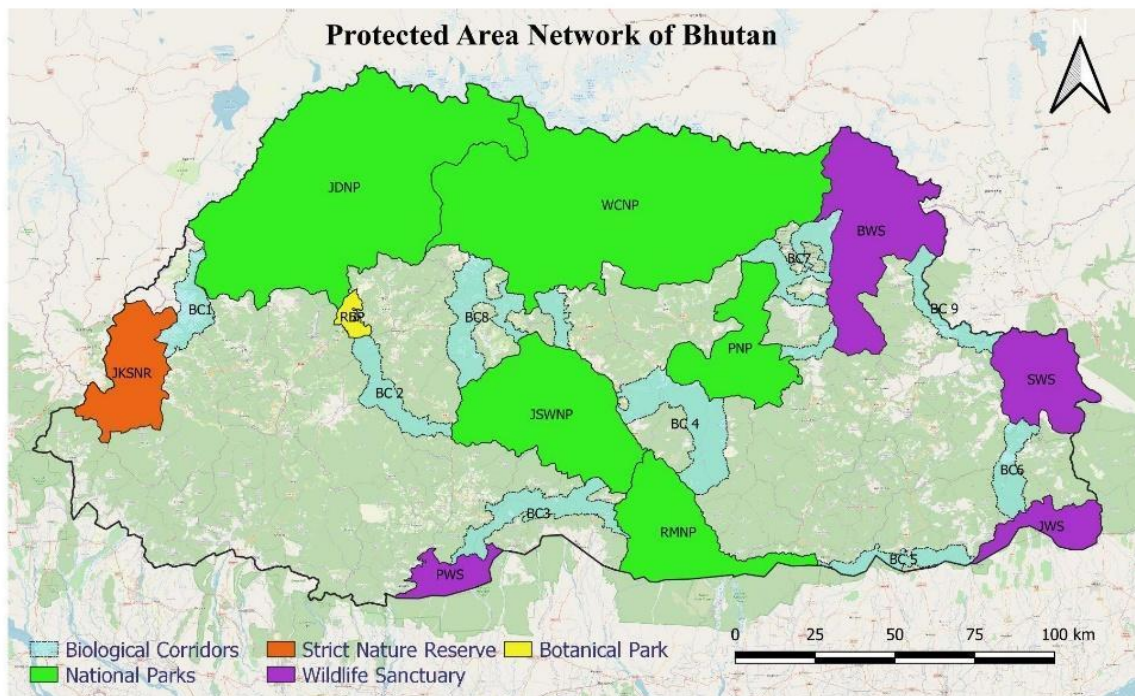 Protected Area Network of Bhutan
N
JDNP
WCNP
BWS
BC7
BC1
RBP
BC8
BC 9
PNP
JKSNR
SWS
BC 2
JSWNP
BC 4
BC6
BC3
RMNP
JWS
BC 5
PWS
Biological Corridors
Strict Nature Reserve
Botanical Park
National Parks
Wildlife Sanctuary
0 25 50 75 100 km